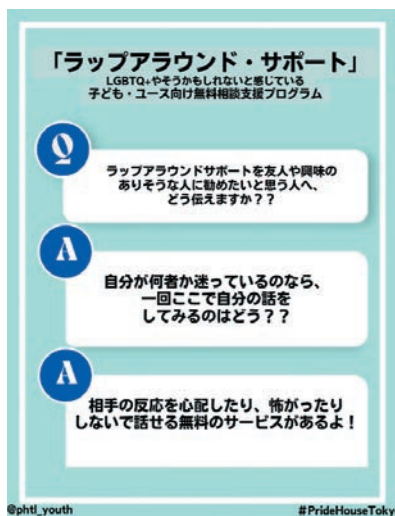 「ラップアラウンド・サポート」
LGBTQ+やそうかもしれないと感じている
子ども・ユース向け無料相談支援プログラム
Q
ラップアラウンドサポートを友人や興味の
ありそうな人に勧めたいと思う人へ、
どう伝えますか？？
A
自分が何者か迷っているのなら、
一回ここで自分の話を
してみるのはどう？？
A
相手の反応を心配したり、怖がったり
しないで話せる無料のサービスがあるよ！
@phtl_youth
#PrideHouseToky